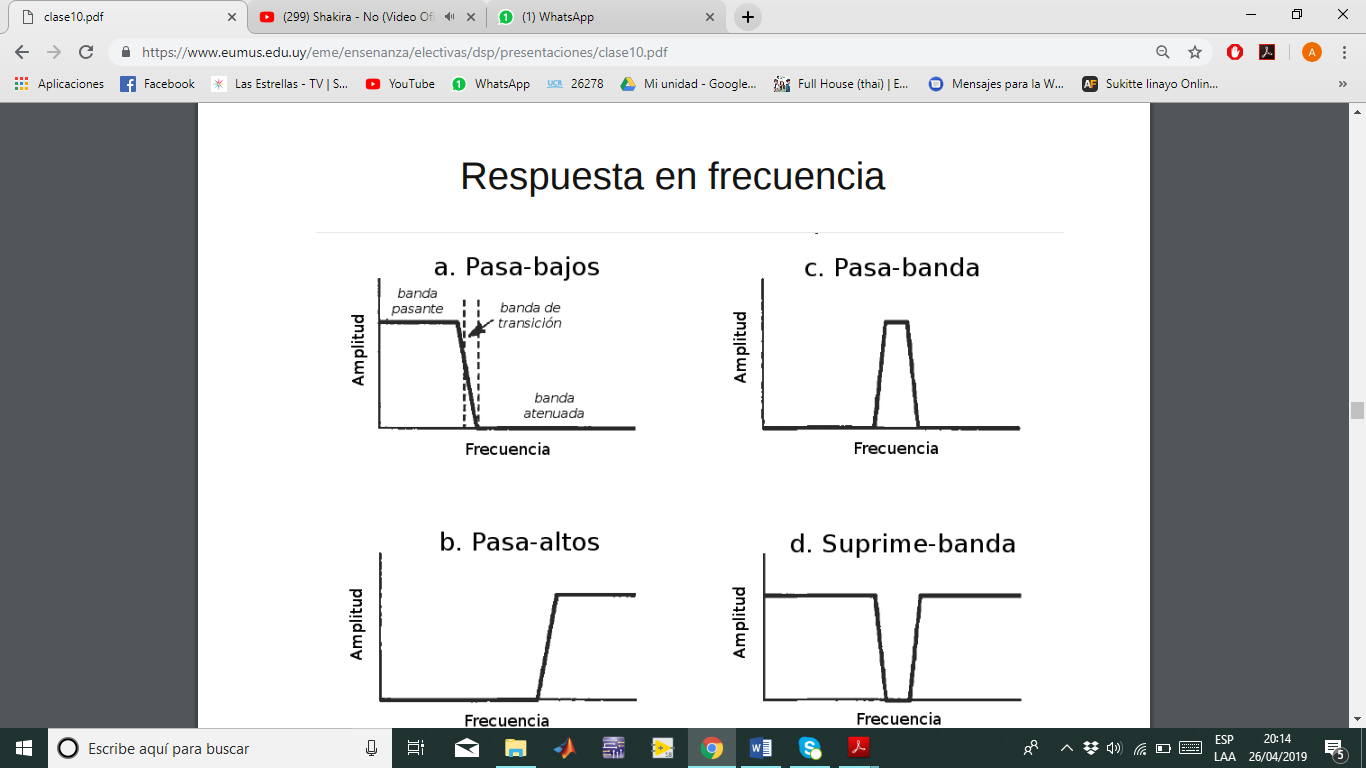 clase10.pdf
(299) Shakira - No (Video Ofi
(1) WhatsApp
https://www.eumus.edu.uy/eme/ensenanza/electivas/dsp/presentaciones/clase10.pdf
A
Aplicaciones
Facebook
Las Estrellas - TV | S...
YouTube
WhatsApp
UCR 26278
Mi unidad - Google...
Full House (thai) | E...
Mensajes para la W...
AF Sukitte Iinayo Onlin...
»
Respuesta en frecuencia
a. Pasa-bajos
banda
pasante
banda de
transición
banda
atenuada
Amplitud
Frecuencia
c. Pasa-banda
Amplitud
Frecuencia
b. Pasa-altos
Amplitud
Frecuencia
d. Suprime-banda
Amplitud
Frecuencia
Escribe aquí para buscar
ESP
LAA
20:14
26/04/2019
5